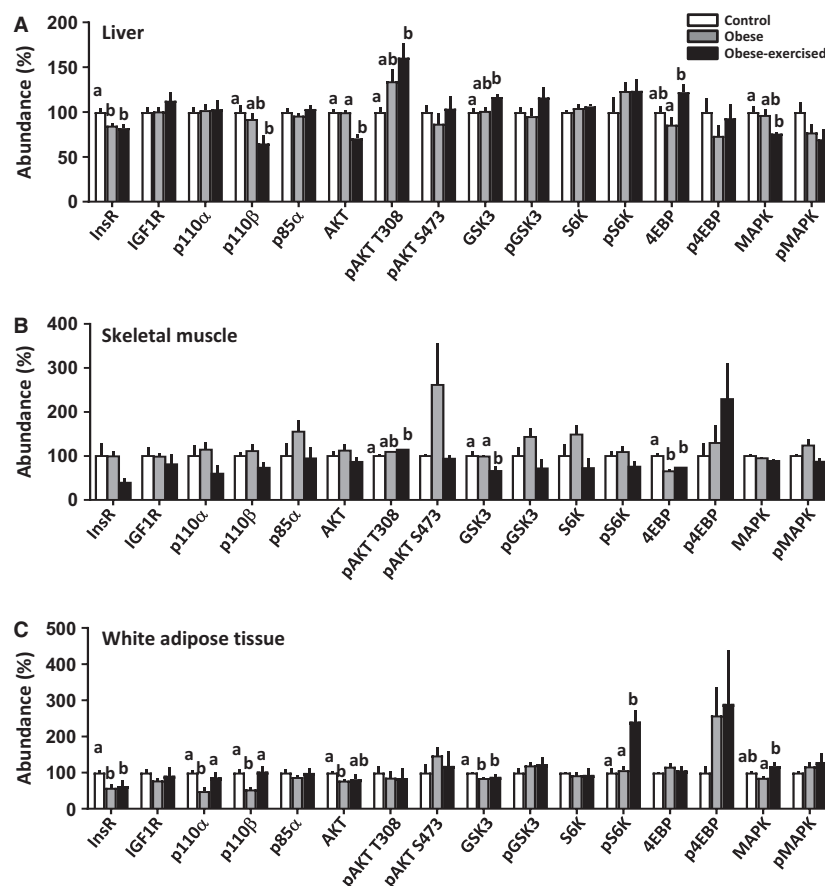 A
Liver
Control
Obese
Obese-exercised
Abundance (%)
200
150
100
50
0
a b b
a ab b
a a b
a ab b
a ab b
ab a b
a ab b
InsR
IGF1R
p110α
p110β
p85α
AKT
pAKT T308
pAKT S473
GSK3
pGSK3
S6K
pS6K
4EBP
p4EBP
MAPK
pMAPK
B
Skeletal muscle
Abundance (%)
400
300
200
100
0
a ab b
a a b
a b b
InsR
IGF1R
p110α
p110β
p85α
AKT
pAKT T308
pAKT S473
GSK3
pGSK3
S6K
pS6K
4EBP
p4EBP
MAPK
pMAPK
C
White adipose tissue
Abundance (%)
500
400
300
200
100
0
a b b
a b a
a b a
a b ab
a b b
a a b
ab a b
InsR
IGF1R
p110α
p110β
p85α
AKT
pAKT T308
pAKT S473
GSK3
pGSK3
S6K
pS6K
4EBP
p4EBP
MAPK
pMAPK